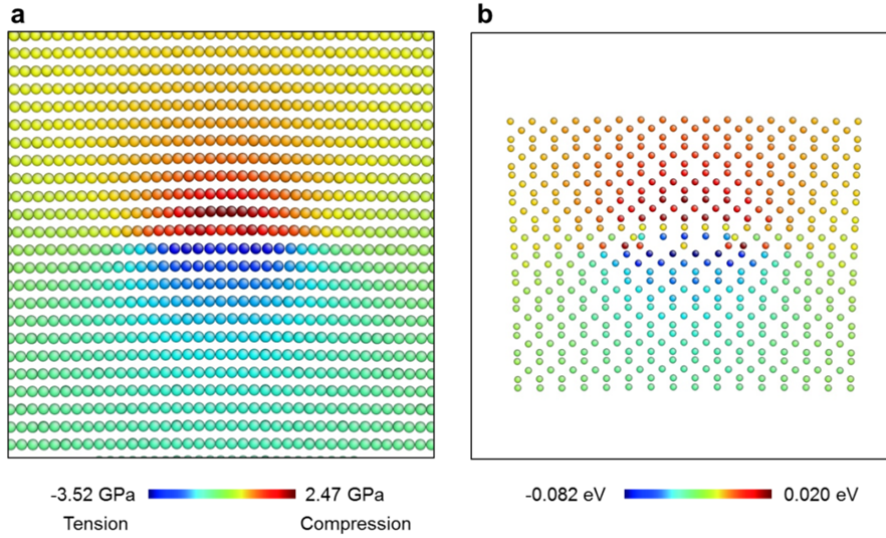 a
b
-3.52 GPa 2.47 GPa
Tension Compression
-0.082 eV 0.020 eV